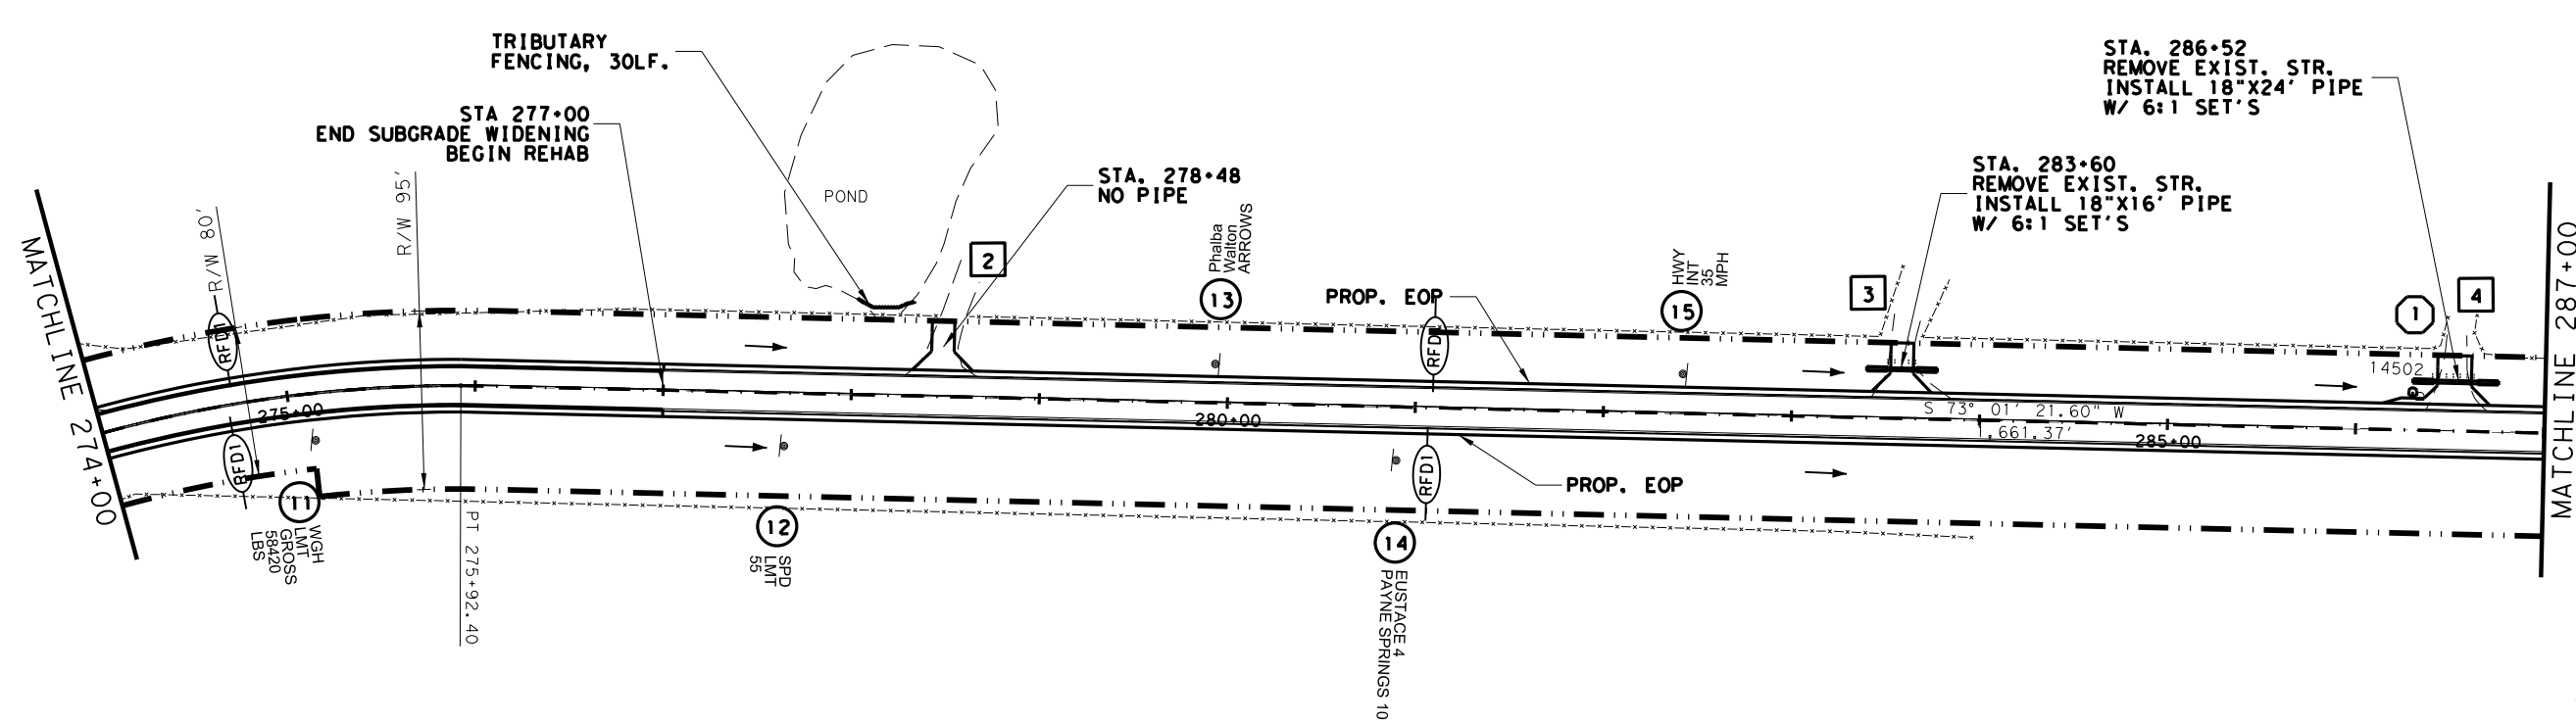 TRIBUTARY
FENCING, 30LF.
STA 277+00
END SUBGRADE WIDENING
BEGIN REHAB
R/W 80'
R/W 95'
POND
STA. 278+48
NO PIPE
2
Phalba
Walton
ARROWS
13
PROP. EOP
HWY
INT
35
MPH
15
STA. 283+60
REMOVE EXIST. STR.
INSTALL 18"X16' PIPE
W/ 6:1 SET'S
3
STA. 286+52
REMOVE EXIST. STR.
INSTALL 18"X24' PIPE
W/ 6:1 SET'S
1
4
14502
MATCHLINE 274+00
MATCHLINE 287+00
RFD1
RFD1
RFD1
RFD1
275+00
280+00
285+00
S 73° 01' 21.60" W
1,661.37'
PROP. EOP
11
WGH
LMT
GROSS
58420
LBS
PT 275+92.40
12
SPD
LMT
55
14
EUSTACE 4
PAYNE SPRINGS 10